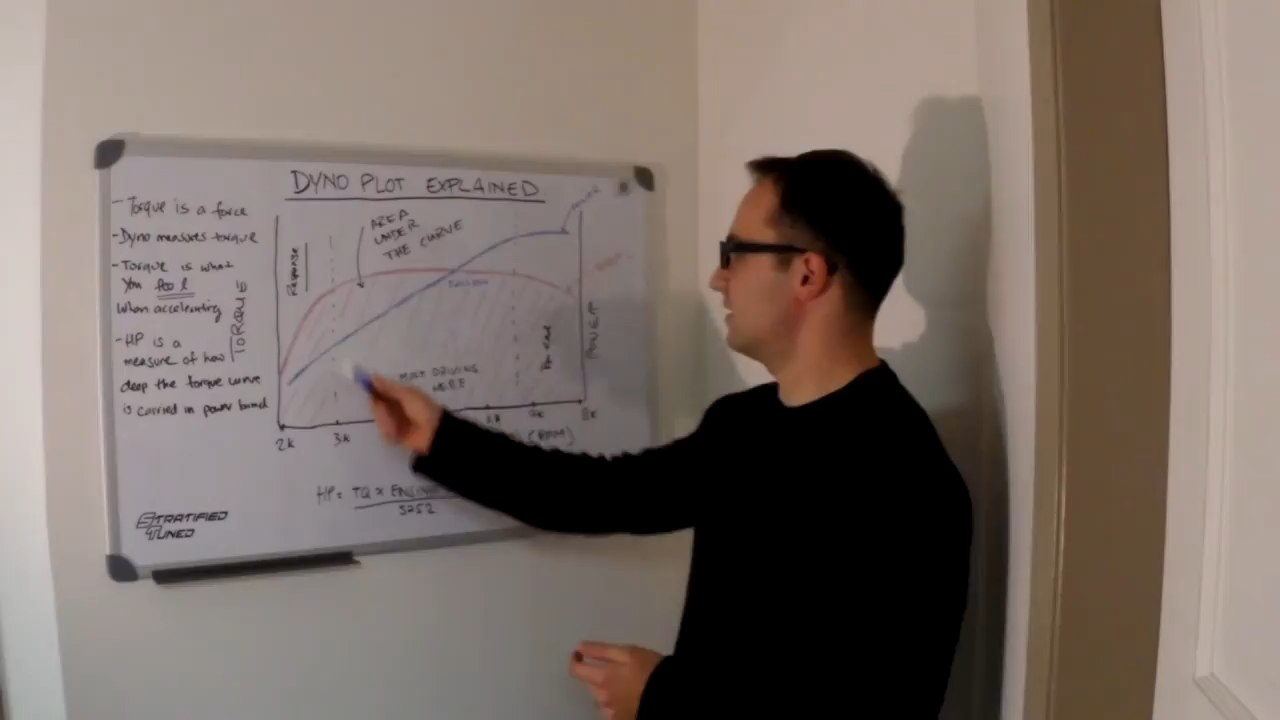 DYNO PLOT EXPLAINED
- Torque is a force
- Dyno measures torque
- Torque is what
you feel
when accelerating
- HP is a
measure of how
deep the torque curve
is carried in power band
TORQUE
Response
AREA
UNDER
THE CURVE
MOST DRIVING
HERE
POWER
2k
3k
8k
(RPM)
HP = TQ x
5252
STRATIFIED
TUNED